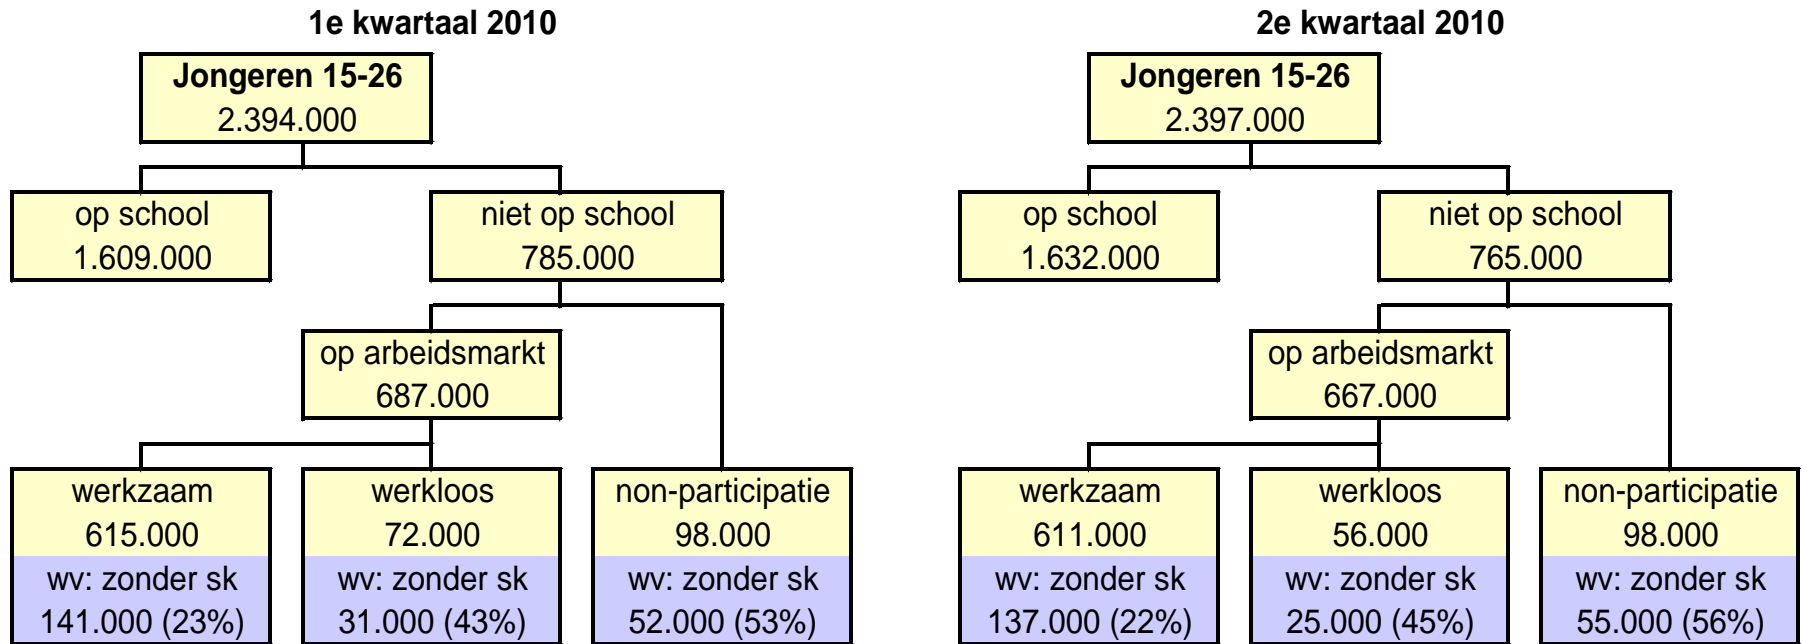 1e kwartaal 2010
Jongeren 15-26
2.394.000
op school
1.609.000
niet op school
785.000
op arbeidsmarkt
687.000
werkzaam
615.000
wv: zonder sk
141.000 (23%)
werkloos
72.000
wv: zonder sk
31.000 (43%)
non-participatie
98.000
wv: zonder sk
52.000 (53%)
2e kwartaal 2010
Jongeren 15-26
2.397.000
op school
1.632.000
niet op school
765.000
op arbeidsmarkt
667.000
werkzaam
611.000
wv: zonder sk
137.000 (22%)
werkloos
56.000
wv: zonder sk
25.000 (45%)
non-participatie
98.000
wv: zonder sk
55.000 (56%)